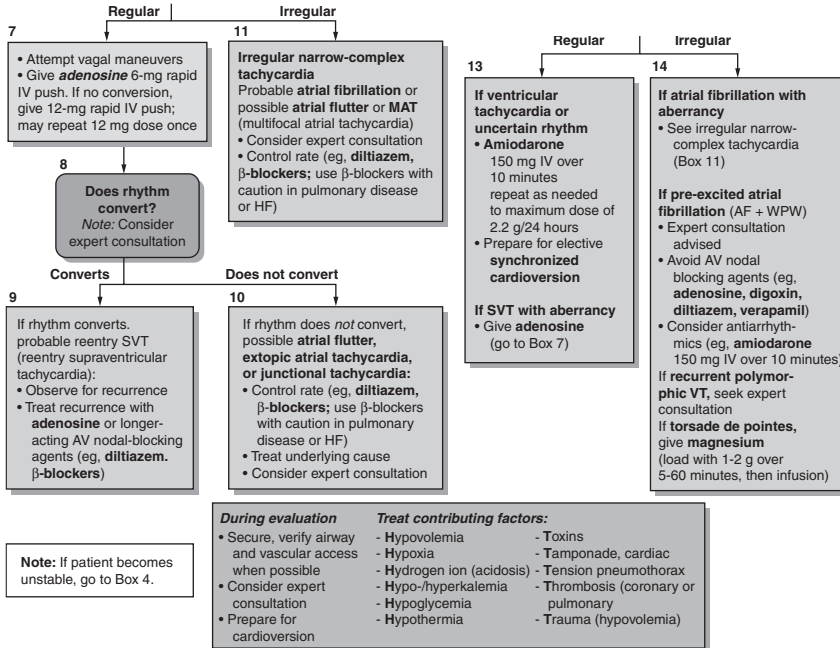 Regular
Irregular
7
• Attempt vagal maneuvers
• Give adenosine 6-mg rapid
IV push. If no conversion,
give 12-mg rapid IV push;
may repeat 12 mg dose once
11
Irregular narrow-complex
tachycardia
Probable atrial fibrillation or
possible atrial flutter or MAT
(multifocal atrial tachycardia)
• Consider expert consultation
• Control rate (eg, diltiazem,
β-blockers; use β-blockers with
caution in pulmonary disease
or HF)
8
Does rhythm
convert?
Note: Consider
expert consultation
Converts
Does not convert
9
If rhythm converts.
probable reentry SVT
(reentry supraventricular
tachycardia):
• Observe for recurrence
• Treat recurrence with
adenosine or longer-
acting AV nodal-blocking
agents (eg, diltiazem.
β-blockers)
10
If rhythm does not convert,
possible atrial flutter,
extopic atrial tachycardia,
or junctional tachycardia:
• Control rate (eg, diltiazem,
β-blockers; use β-blockers
with caution in pulmonary
disease or HF)
• Treat underlying cause
• Consider expert consultation
Regular
Irregular
13
If ventricular
tachycardia or
uncertain rhythm
• Amiodarone
150 mg IV over
10 minutes
repeat as needed
to maximum dose of
2.2 g/24 hours
• Prepare for elective
synchronized
cardioversion
If SVT with aberrancy
• Give adenosine
(go to Box 7)
14
If atrial fibrillation with
aberrancy
• See irregular narrow-
complex tachycardia
(Box 11)
If pre-excited atrial
fibrillation (AF + WPW)
• Expert consultation
advised
• Avoid AV nodal
blocking agents (eg,
adenosine, digoxin,
diltiazem, verapamil)
• Consider antiarrhyth-
mics (eg, amiodarone
150 mg IV over 10 minutes)
If recurrent polymor-
phic VT, seek expert
consultation
If torsade de pointes,
give magnesium
(load with 1-2 g over
5-60 minutes, then infusion)
Note: If patient becomes
unstable, go to Box 4.
During evaluation
• Secure, verify airway
and vascular access
when possible
• Consider expert
consultation
• Prepare for
cardioversion
Treat contributing factors:
- Hypovolemia
- Hypoxia
- Hydrogen ion (acidosis)
- Hypo-/hyperkalemia
- Hypoglycemia
- Hypothermia
- Toxins
- Tamponade, cardiac
- Tension pneumothorax
- Thrombosis (coronary or
pulmonary
- Trauma (hypovolemia)